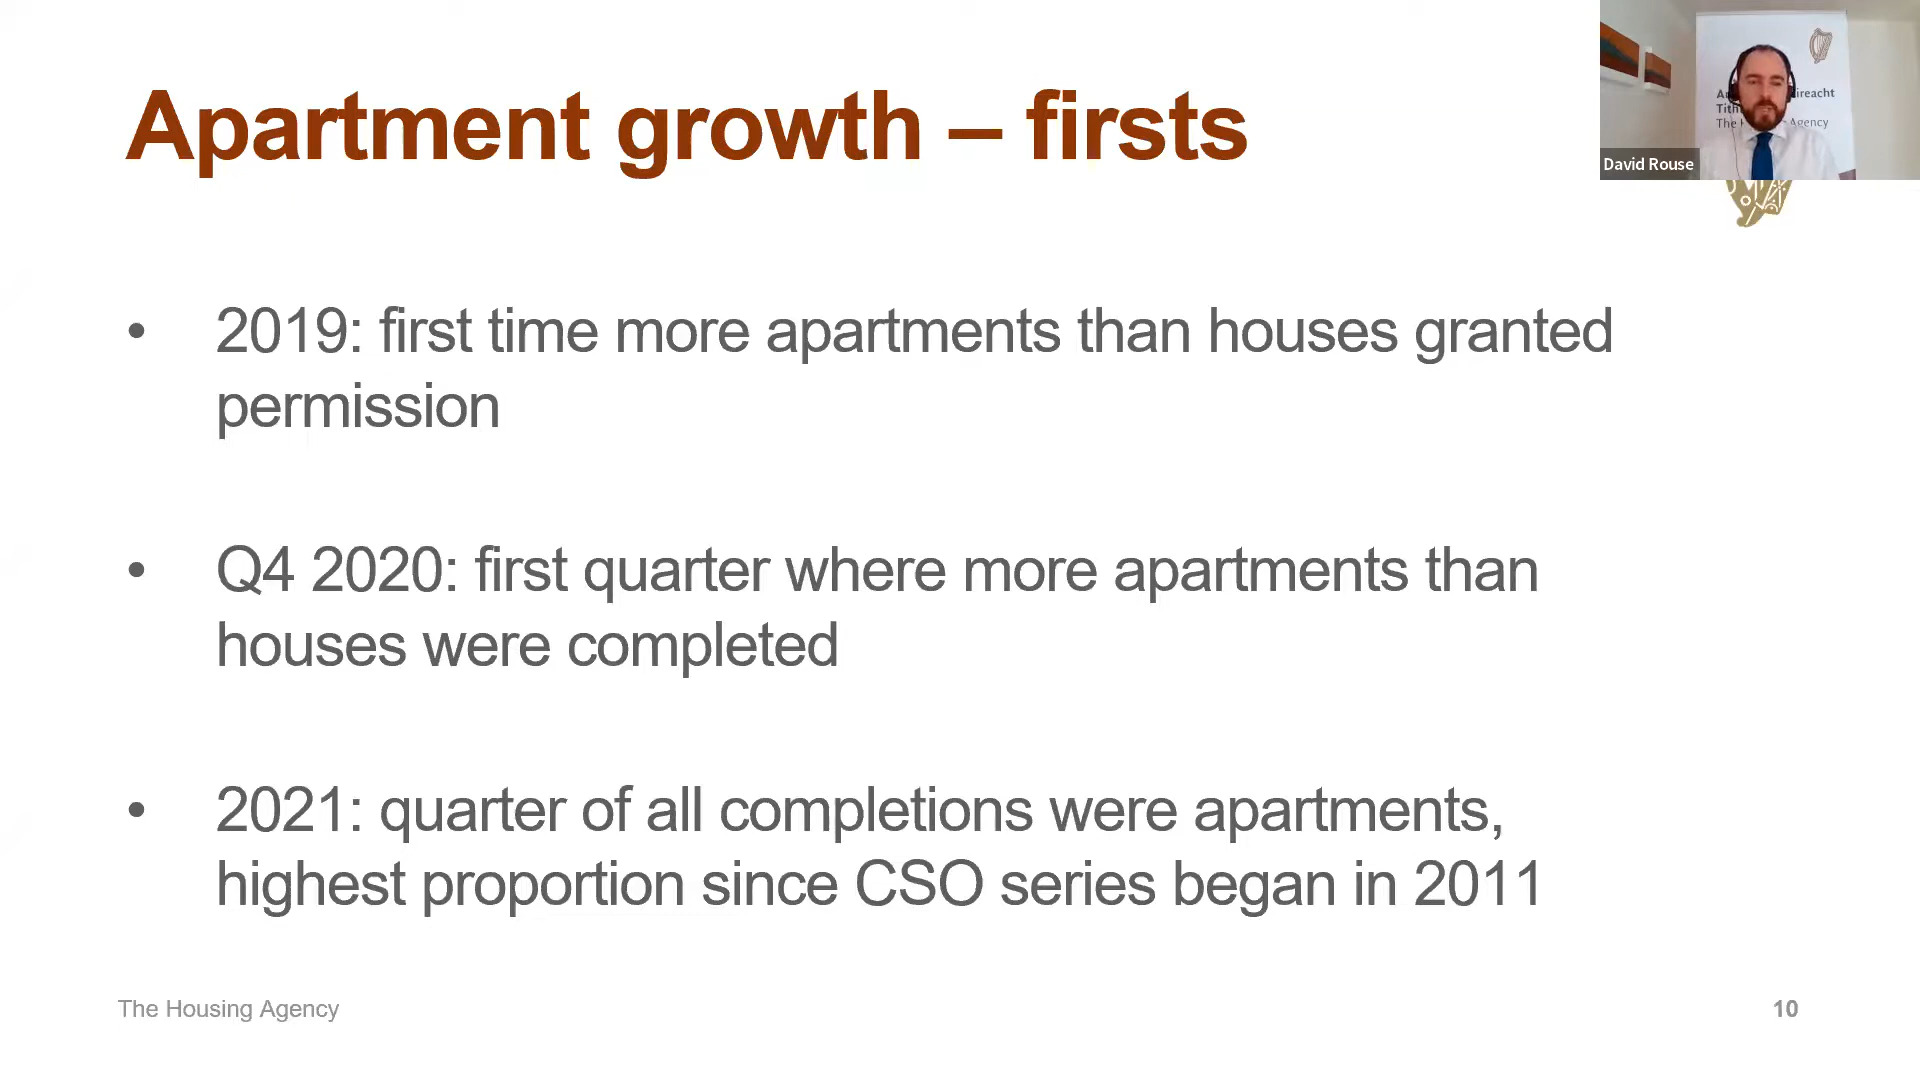 Apartment growth – firsts
David Rouse
ireacht
Agency
• 2019: first time more apartments than houses granted
permission
• Q4 2020: first quarter where more apartments than
houses were completed
• 2021: quarter of all completions were apartments,
highest proportion since CSO series began in 2011
The Housing Agency
10